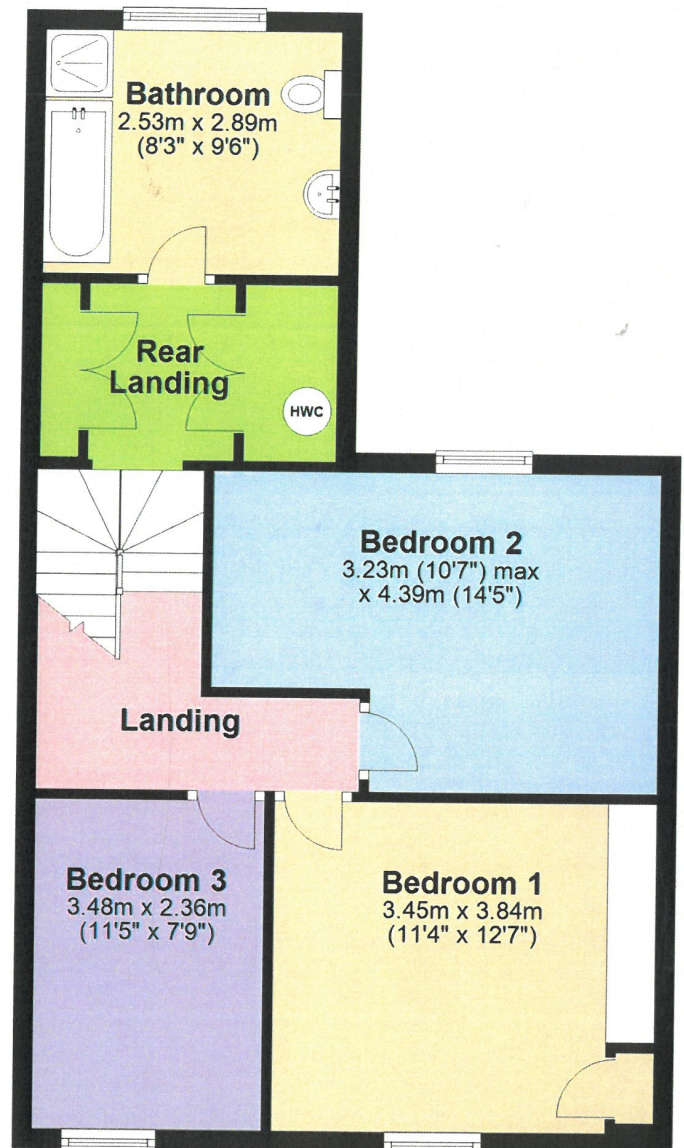 Bathroom
2.53m x 2.89m
(8'3" x 9'6")
Rear
Landing
HWC
Bedroom 2
3.23m (10'7") max
x 4.39m (14'5")
Landing
Bedroom 3
3.48m x 2.36m
(11'5" x 7'9")
Bedroom 1
3.45m x 3.84m
(11'4" x 12'7")